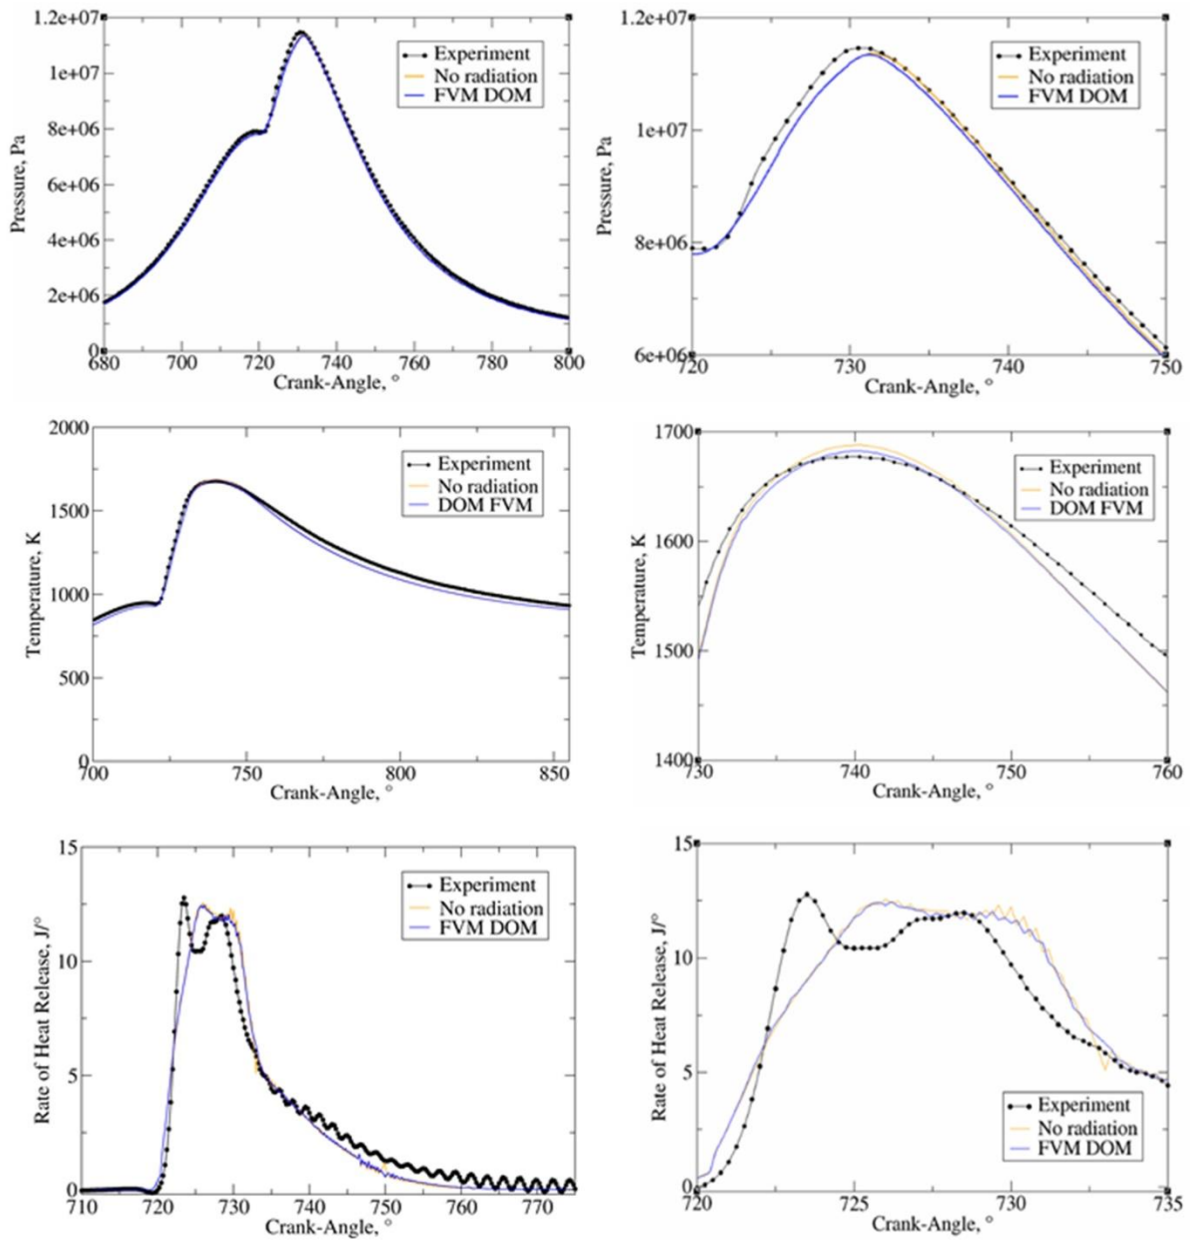 1.2e+07
1e+07
8e+06
6e+06
4e+06
2e+06
0
680 700 720 740 760 780 800
Pressure, Pa
Crank-Angle, °
Experiment
No radiation
FVM DOM
1.2e+07
1e+07
8e+06
6e+06
720 730 740 750
Pressure, Pa
Crank-Angle, °
Experiment
No radiation
FVM DOM
2000
1500
1000
500
0
700 750 800 850
Temperature, K
Crank-Angle, °
Experiment
No radiation
DOM FVM
1700
1600
1500
1400
730 740 750 760
Temperature, K
Crank-Angle, °
Experiment
No radiation
DOM FVM
15
10
5
0
710 720 730 740 750 760 770
Rate of Heat Release, J/°
Crank-Angle, °
Experiment
No radiation
FVM DOM
15
10
5
0
720 725 730 735
Rate of Heat Release, J/°
Crank-Angle, °
Experiment
No radiation
FVM DOM